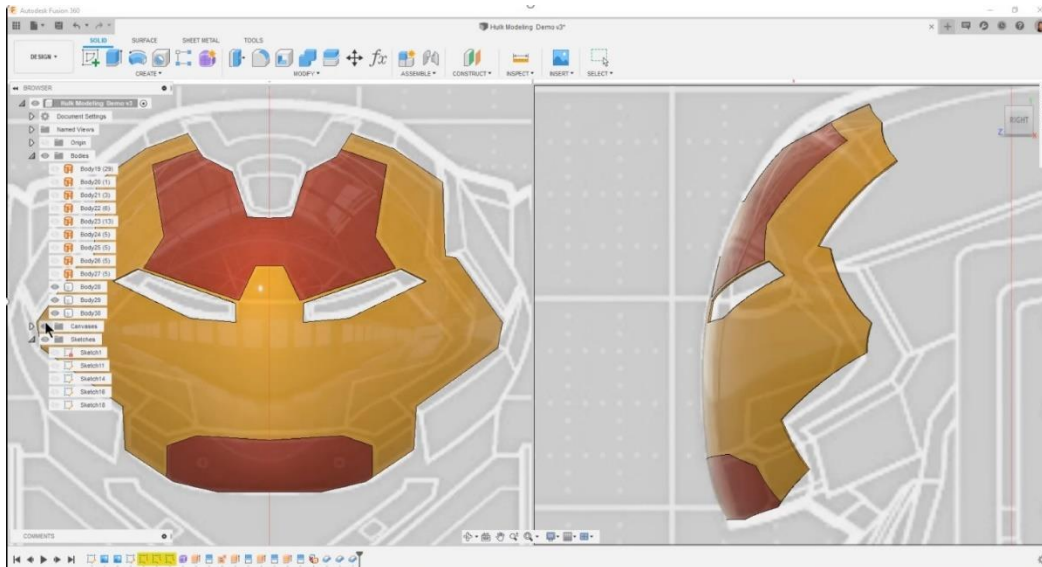 Autodesk Fusion 360
Hulk Modeling Demo v3*
SOLID SURFACE SHEET METAL TOOLS
DESIGN
CREATE MODIFY ASSEMBLE CONSTRUCT INSPECT INSERT SELECT
BROWSER
Hulk Modeling Demo v3
Document Settings
Named Views
Origin
Bodies
Body19 (29)
Body20 (1)
Body21 (3)
Body22 (6)
Body23 (13)
Body24 (5)
Body25 (5)
Body26 (5)
Body27 (5)
Body28
Body29
Body30
Canvases
Sketches
Sketch1
Sketch11
Sketch14
Sketch16
Sketch18
RIGHT
Z
COMMENTS